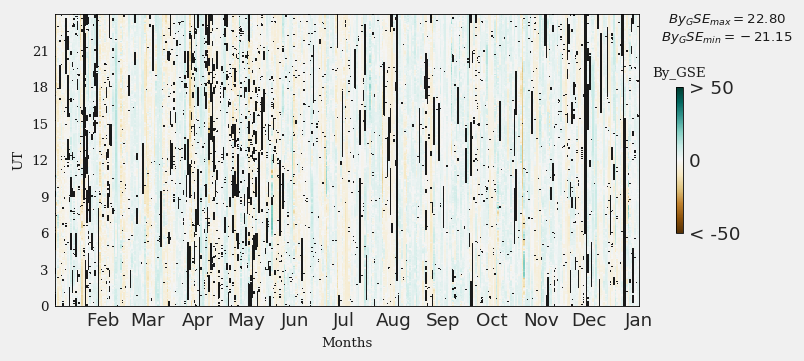 By_GSE_max = 22.80
By_GSE_min = −21.15
By_GSE
> 50
0
< -50
21
18
15
12
9
6
3
0
UT
Feb Mar Apr May Jun Jul Aug Sep Oct Nov Dec Jan
Months